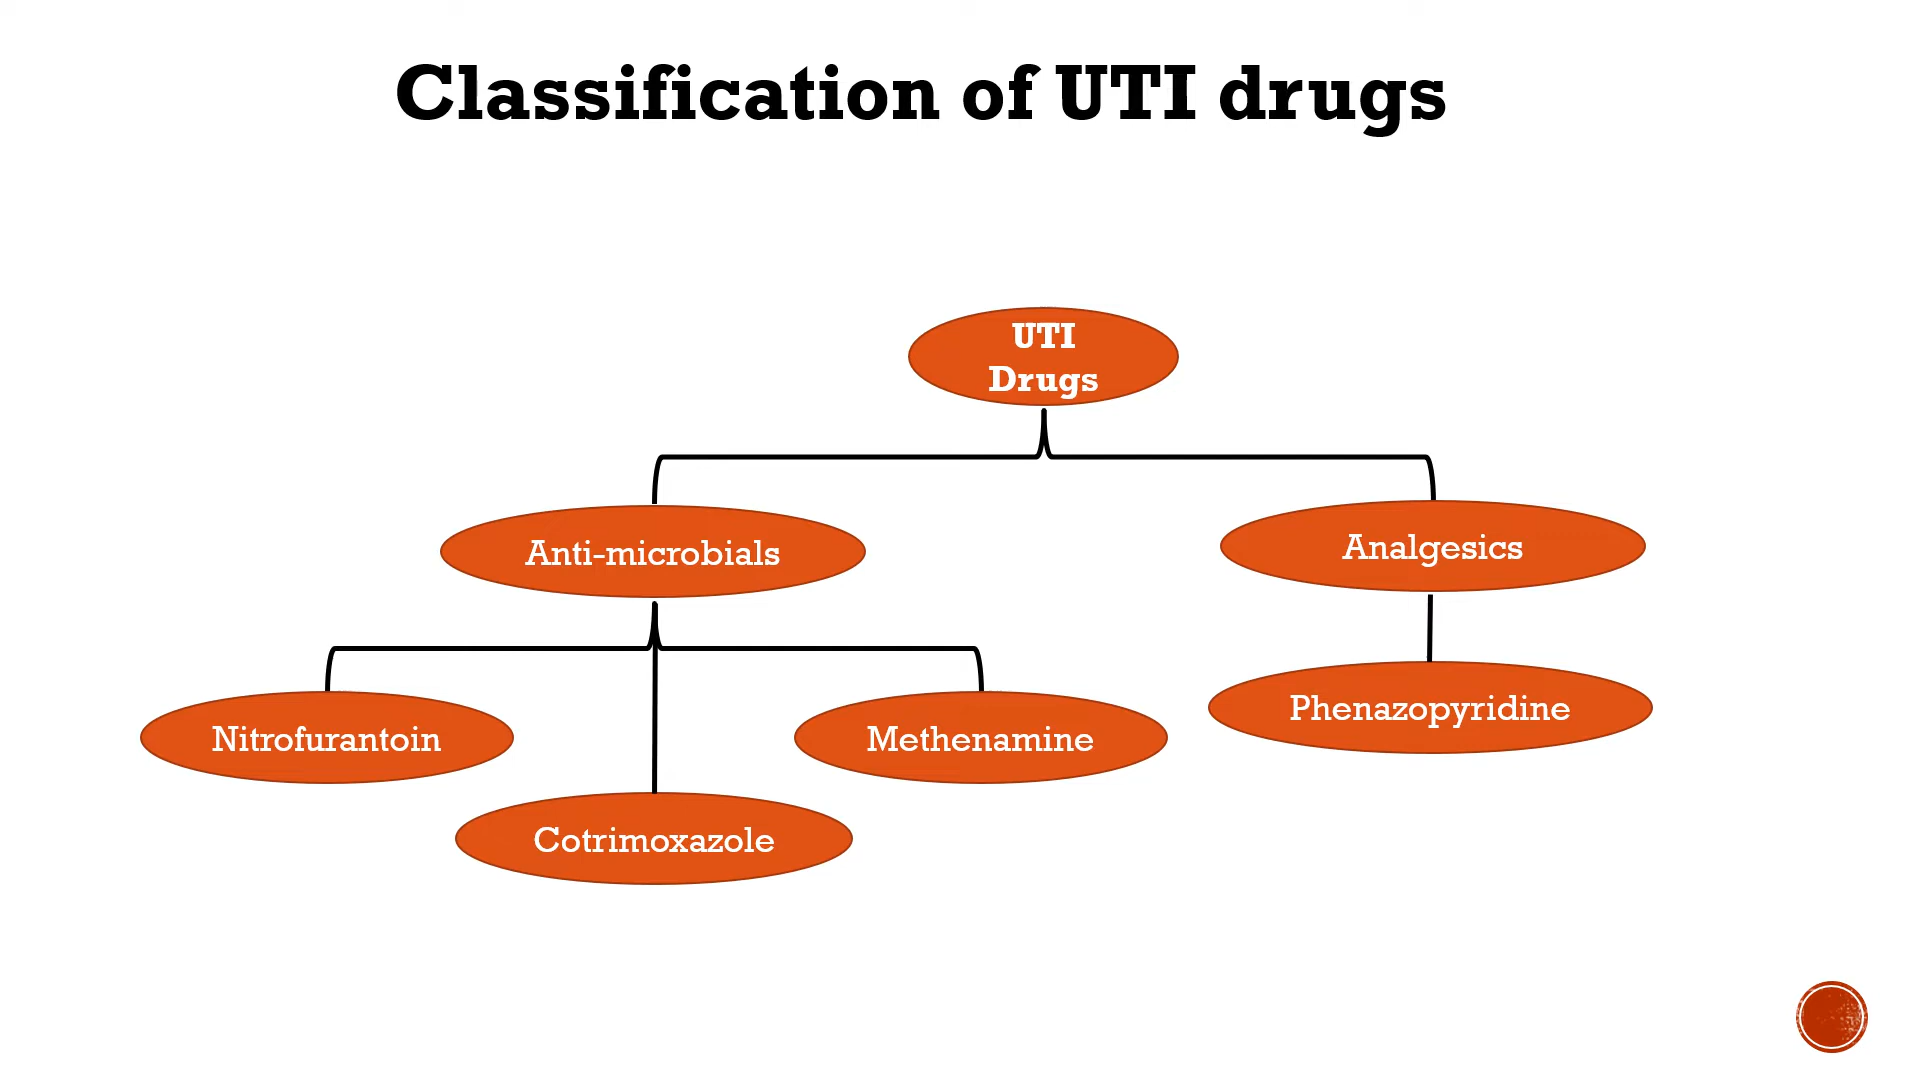 Classification of UTI drugs
UTI
Drugs
Anti-microbials
Analgesics
Nitrofurantoin
Methenamine
Phenazopyridine
Cotrimoxazole